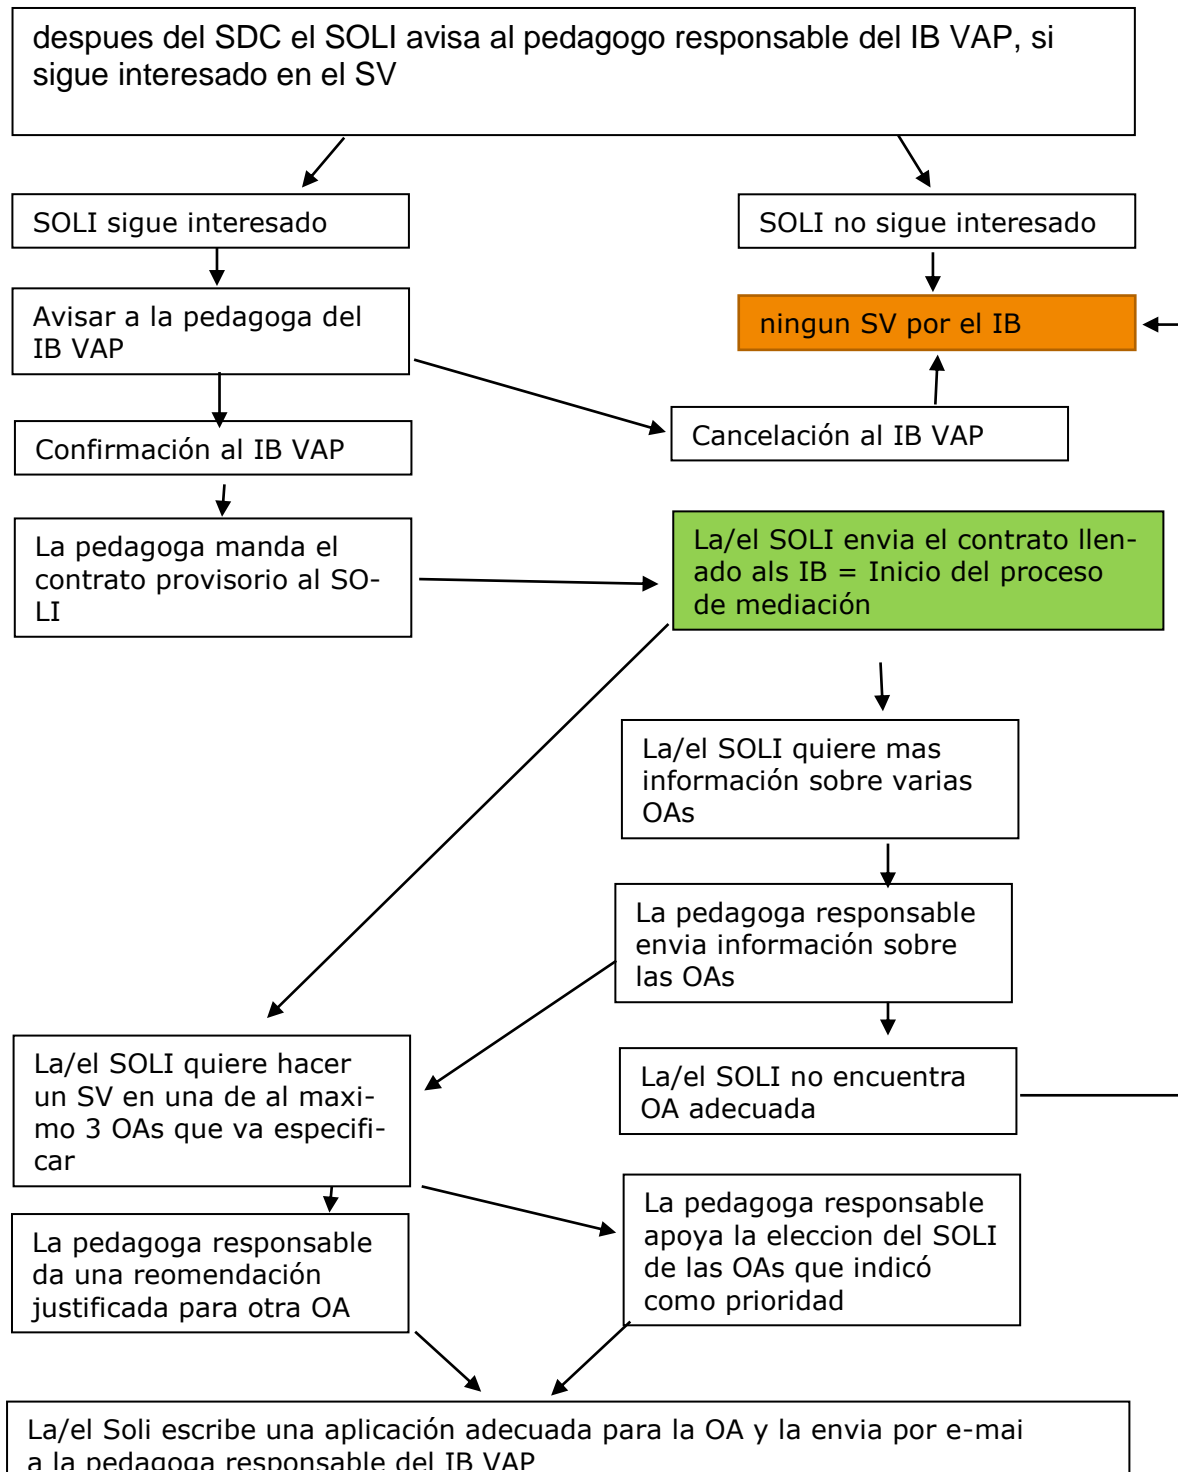 despues del SDC el SOLI avisa al pedagogo responsable del IB VAP, si
sigue interesado en el SV
SOLI sigue interesado
SOLI no sigue interesado
Avisar a la pedagoga del
IB VAP
ningun SV por el IB
Confirmación al IB VAP
Cancelación al IB VAP
La pedagoga manda el
contrato provisorio al SO-
LI
La/el SOLI envia el contrato llen-
ado als IB = Inicio del proceso
de mediación
La/el SOLI quiere mas
información sobre varias
OAs
La pedagoga responsable
envia información sobre
las OAs
La/el SOLI quiere hacer
un SV en una de al maxi-
mo 3 OAs que va especifi-
car
La/el SOLI no encuentra
OA adecuada
La pedagoga responsable
da una reomendación
justificada para otra OA
La pedagoga responsable
apoya la eleccion del SOLI
de las OAs que indicó
como prioridad
La/el Soli escribe una aplicación adecuada para la OA y la envia por e-mai
a la pedagoga responsable del IB VAP